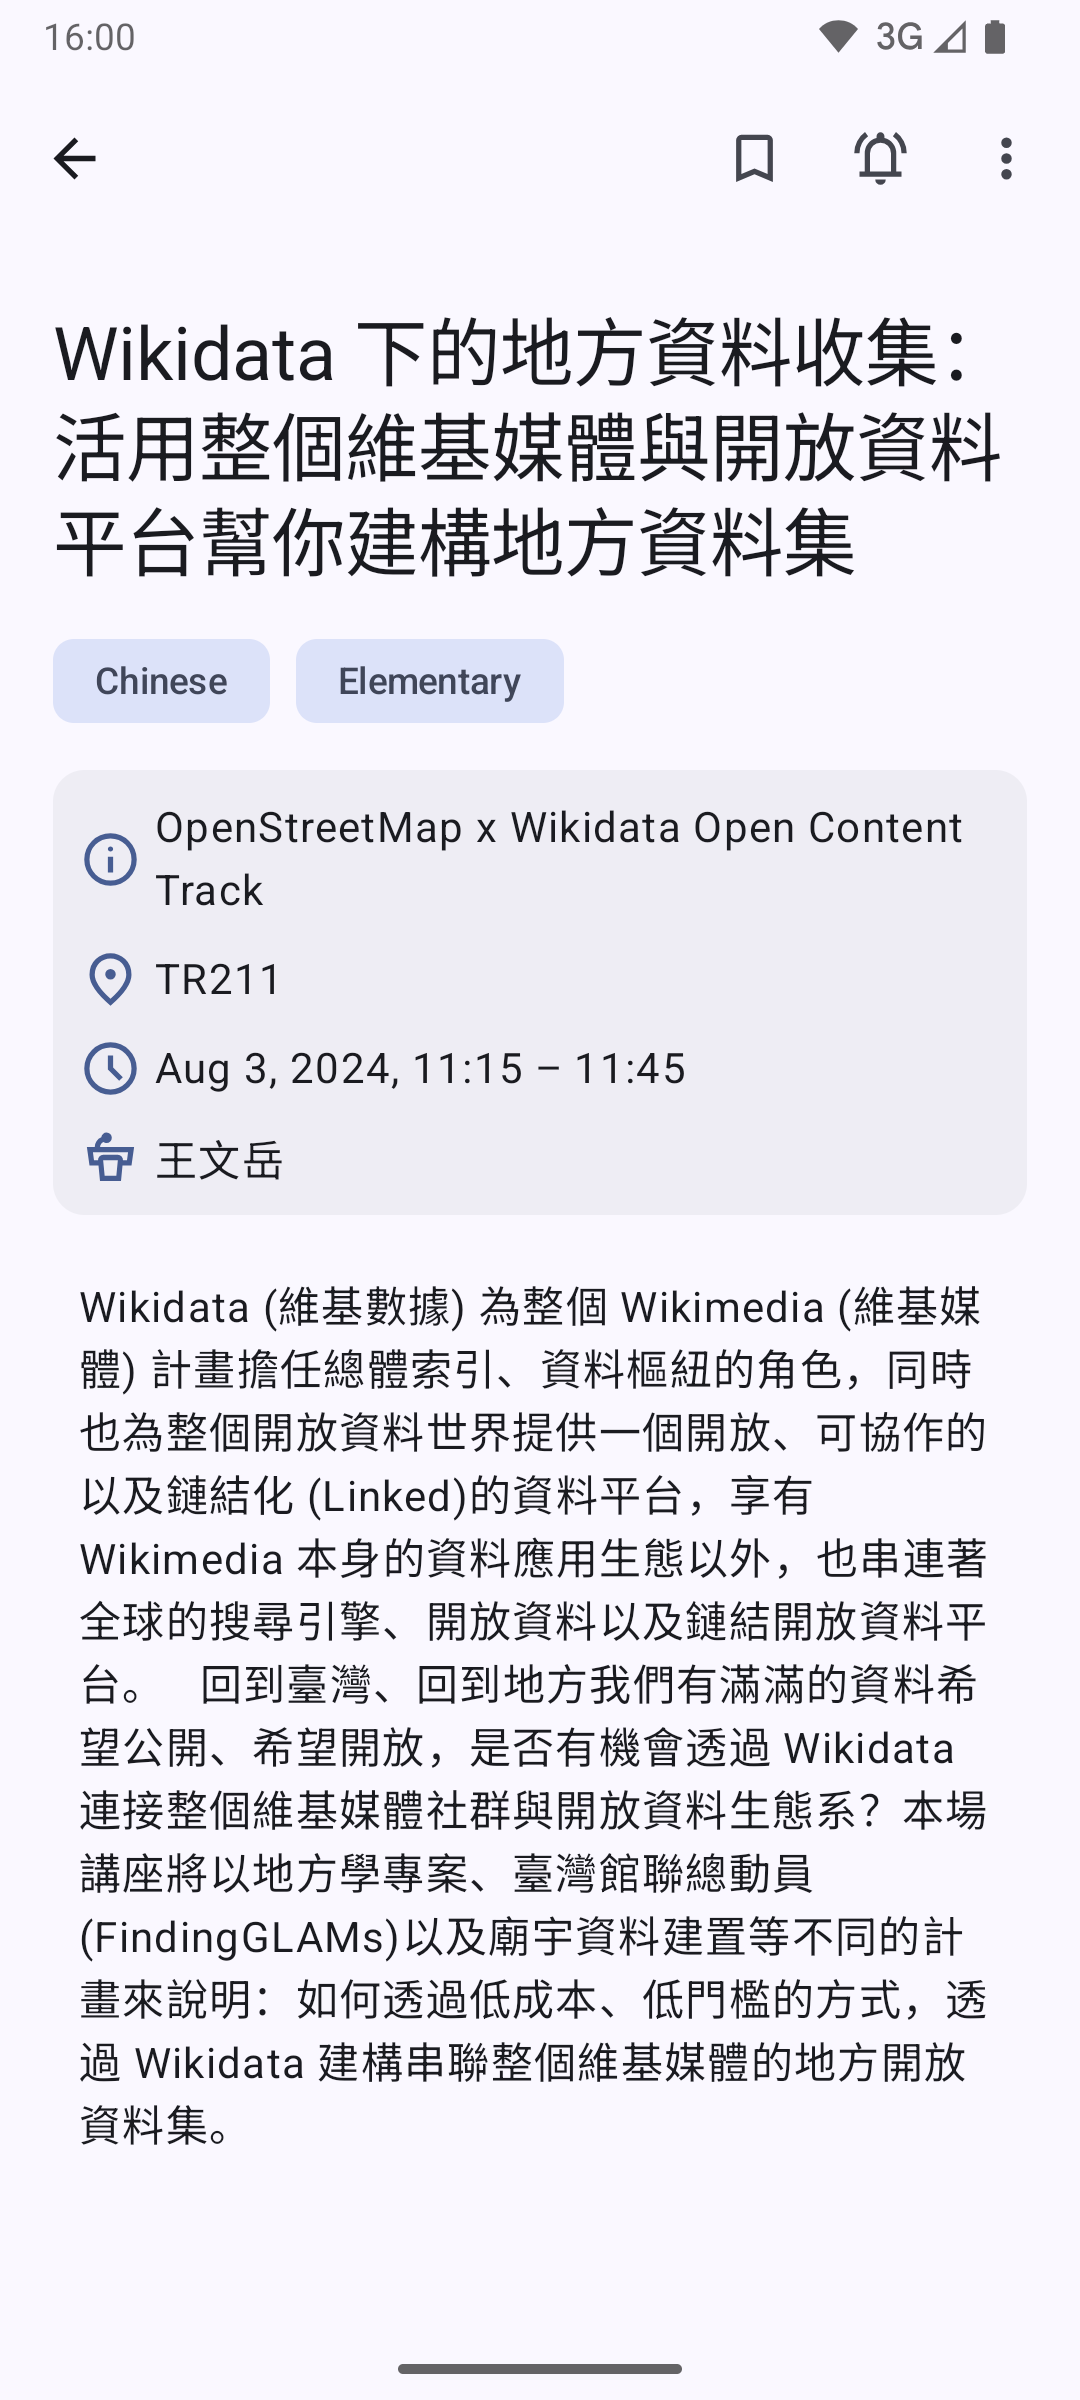 16:00
3G
Wikidata 下的地方資料收集：
活用整個維基媒體與開放資料
平台幫你建構地方資料集
Chinese
Elementary
OpenStreetMap x Wikidata Open Content
Track
TR211
Aug 3, 2024, 11:15 – 11:45
王文岳
Wikidata (維基數據) 為整個 Wikimedia (維基媒
體) 計畫擔任總體索引、資料樞紐的角色，同時
也為整個開放資料世界提供一個開放、可協作的
以及鏈結化 (Linked)的資料平台，享有
Wikimedia 本身的資料應用生態以外，也串連著
全球的搜尋引擎、開放資料以及鏈結開放資料平
台。　回到臺灣、回到地方我們有滿滿的資料希
望公開、希望開放，是否有機會透過 Wikidata
連接整個維基媒體社群與開放資料生態系？本場
講座將以地方學專案、臺灣館聯總動員
(FindingGLAMs)以及廟宇資料建置等不同的計
畫來說明：如何透過低成本、低門檻的方式，透
過 Wikidata 建構串聯整個維基媒體的地方開放
資料集。